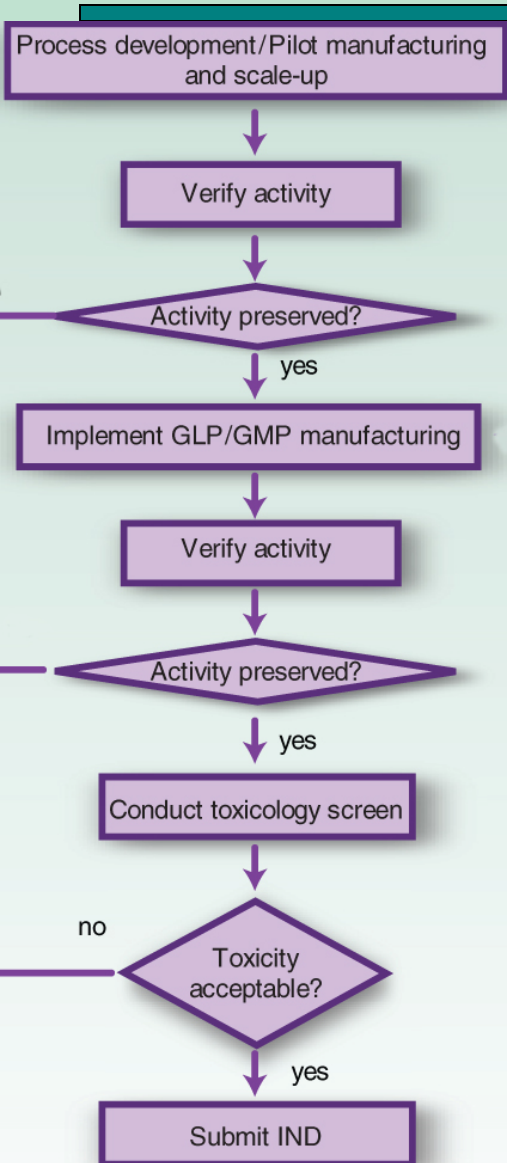 Process development/Pilot manufacturing
and scale-up
Verify activity
Activity preserved?
yes
Implement GLP/GMP manufacturing
Verify activity
Activity preserved?
yes
Conduct toxicology screen
no
Toxicity
acceptable?
yes
Submit IND